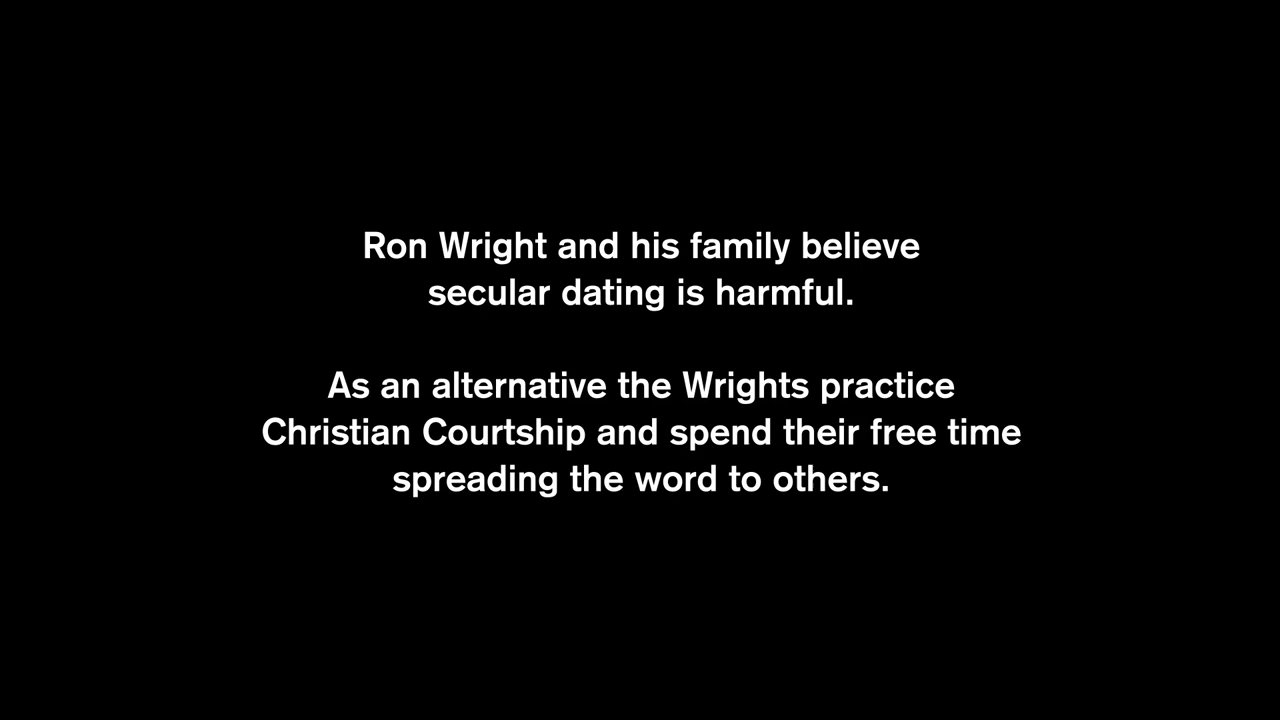 Ron Wright and his family believe
secular dating is harmful.
As an alternative the Wrights practice
Christian Courtship and spend their free time
spreading the word to others.